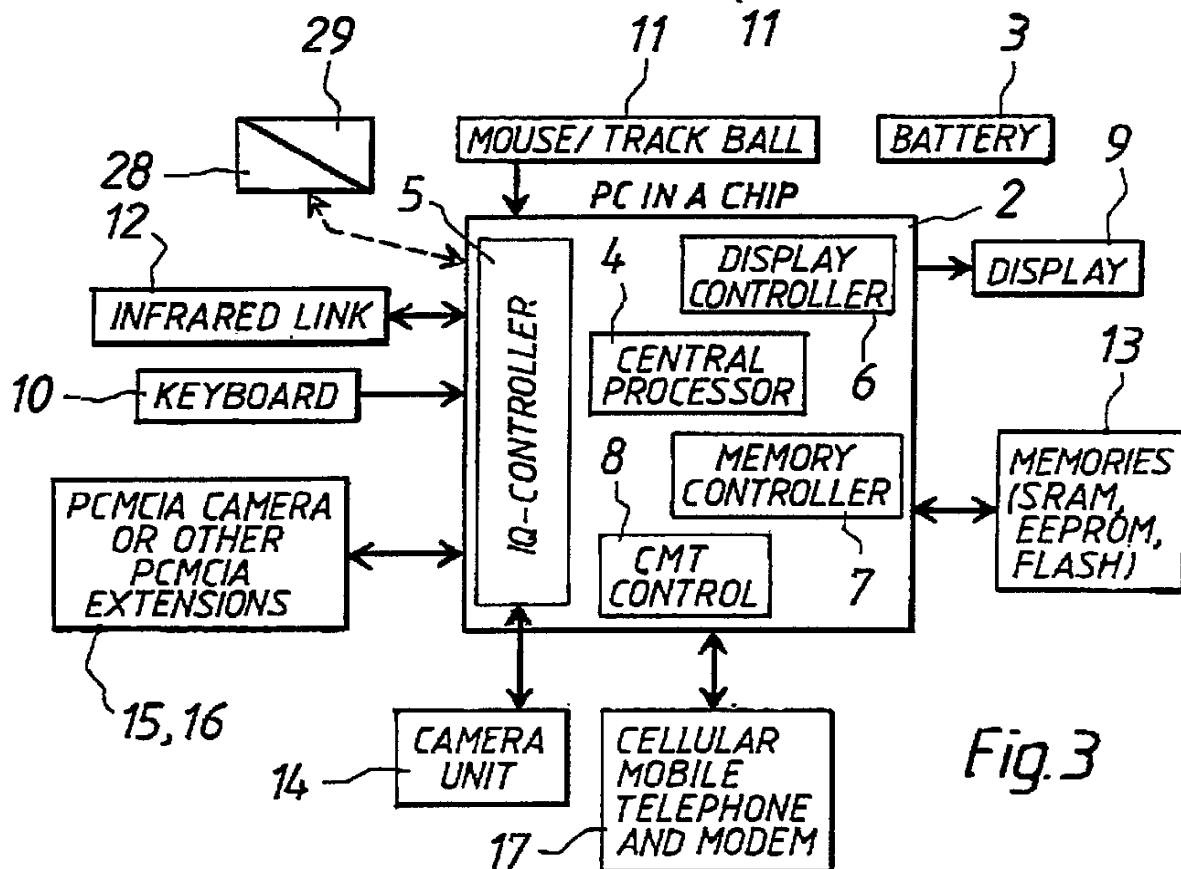 11
29
11
3
MOUSE/ TRACK BALL
BATTERY
28
9
5
PC IN A CHIP
2
12
4
DISPLAY
CONTROLLER
DISPLAY
INFRARED LINK
IQ-CONTROLLER
CENTRAL
PROCESSOR
6
13
10
KEYBOARD
8
MEMORY
CONTROLLER
MEMORIES
(SRAM,
EEPROM,
FLASH)
PCMCIA CAMERA
OR OTHER
PCMCIA
EXTENSIONS
CMT
CONTROL
7
15,16
CAMERA
UNIT
14
CELLULAR
MOBILE
TELEPHONE
AND MODEM
17
Fig.3